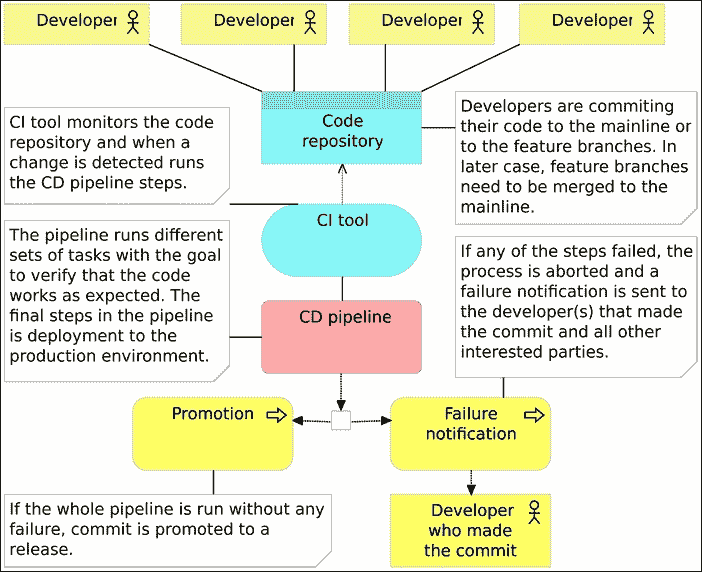 Developer
Developer
Developer
Developer
CI tool monitors the code
repository and when a
change is detected runs
the CD pipeline steps.
Code
repository
Developers are commiting
their code to the mainline or
to the feature branches. In
later case, feature branches
need to be merged to the
mainline.
CI tool
The pipeline runs different
sets of tasks with the goal
to verify that the code
works as expected. The
final steps in the pipeline
is deployment to the
production environment.
CD pipeline
If any of the steps failed, the
process is aborted and a
failure notification is sent to
the developer(s) that made
the commit and all other
interested parties.
Promotion
Failure
notification
If the whole pipeline is run without any
failure, commit is promoted to a
release.
Developer
who made
the commit